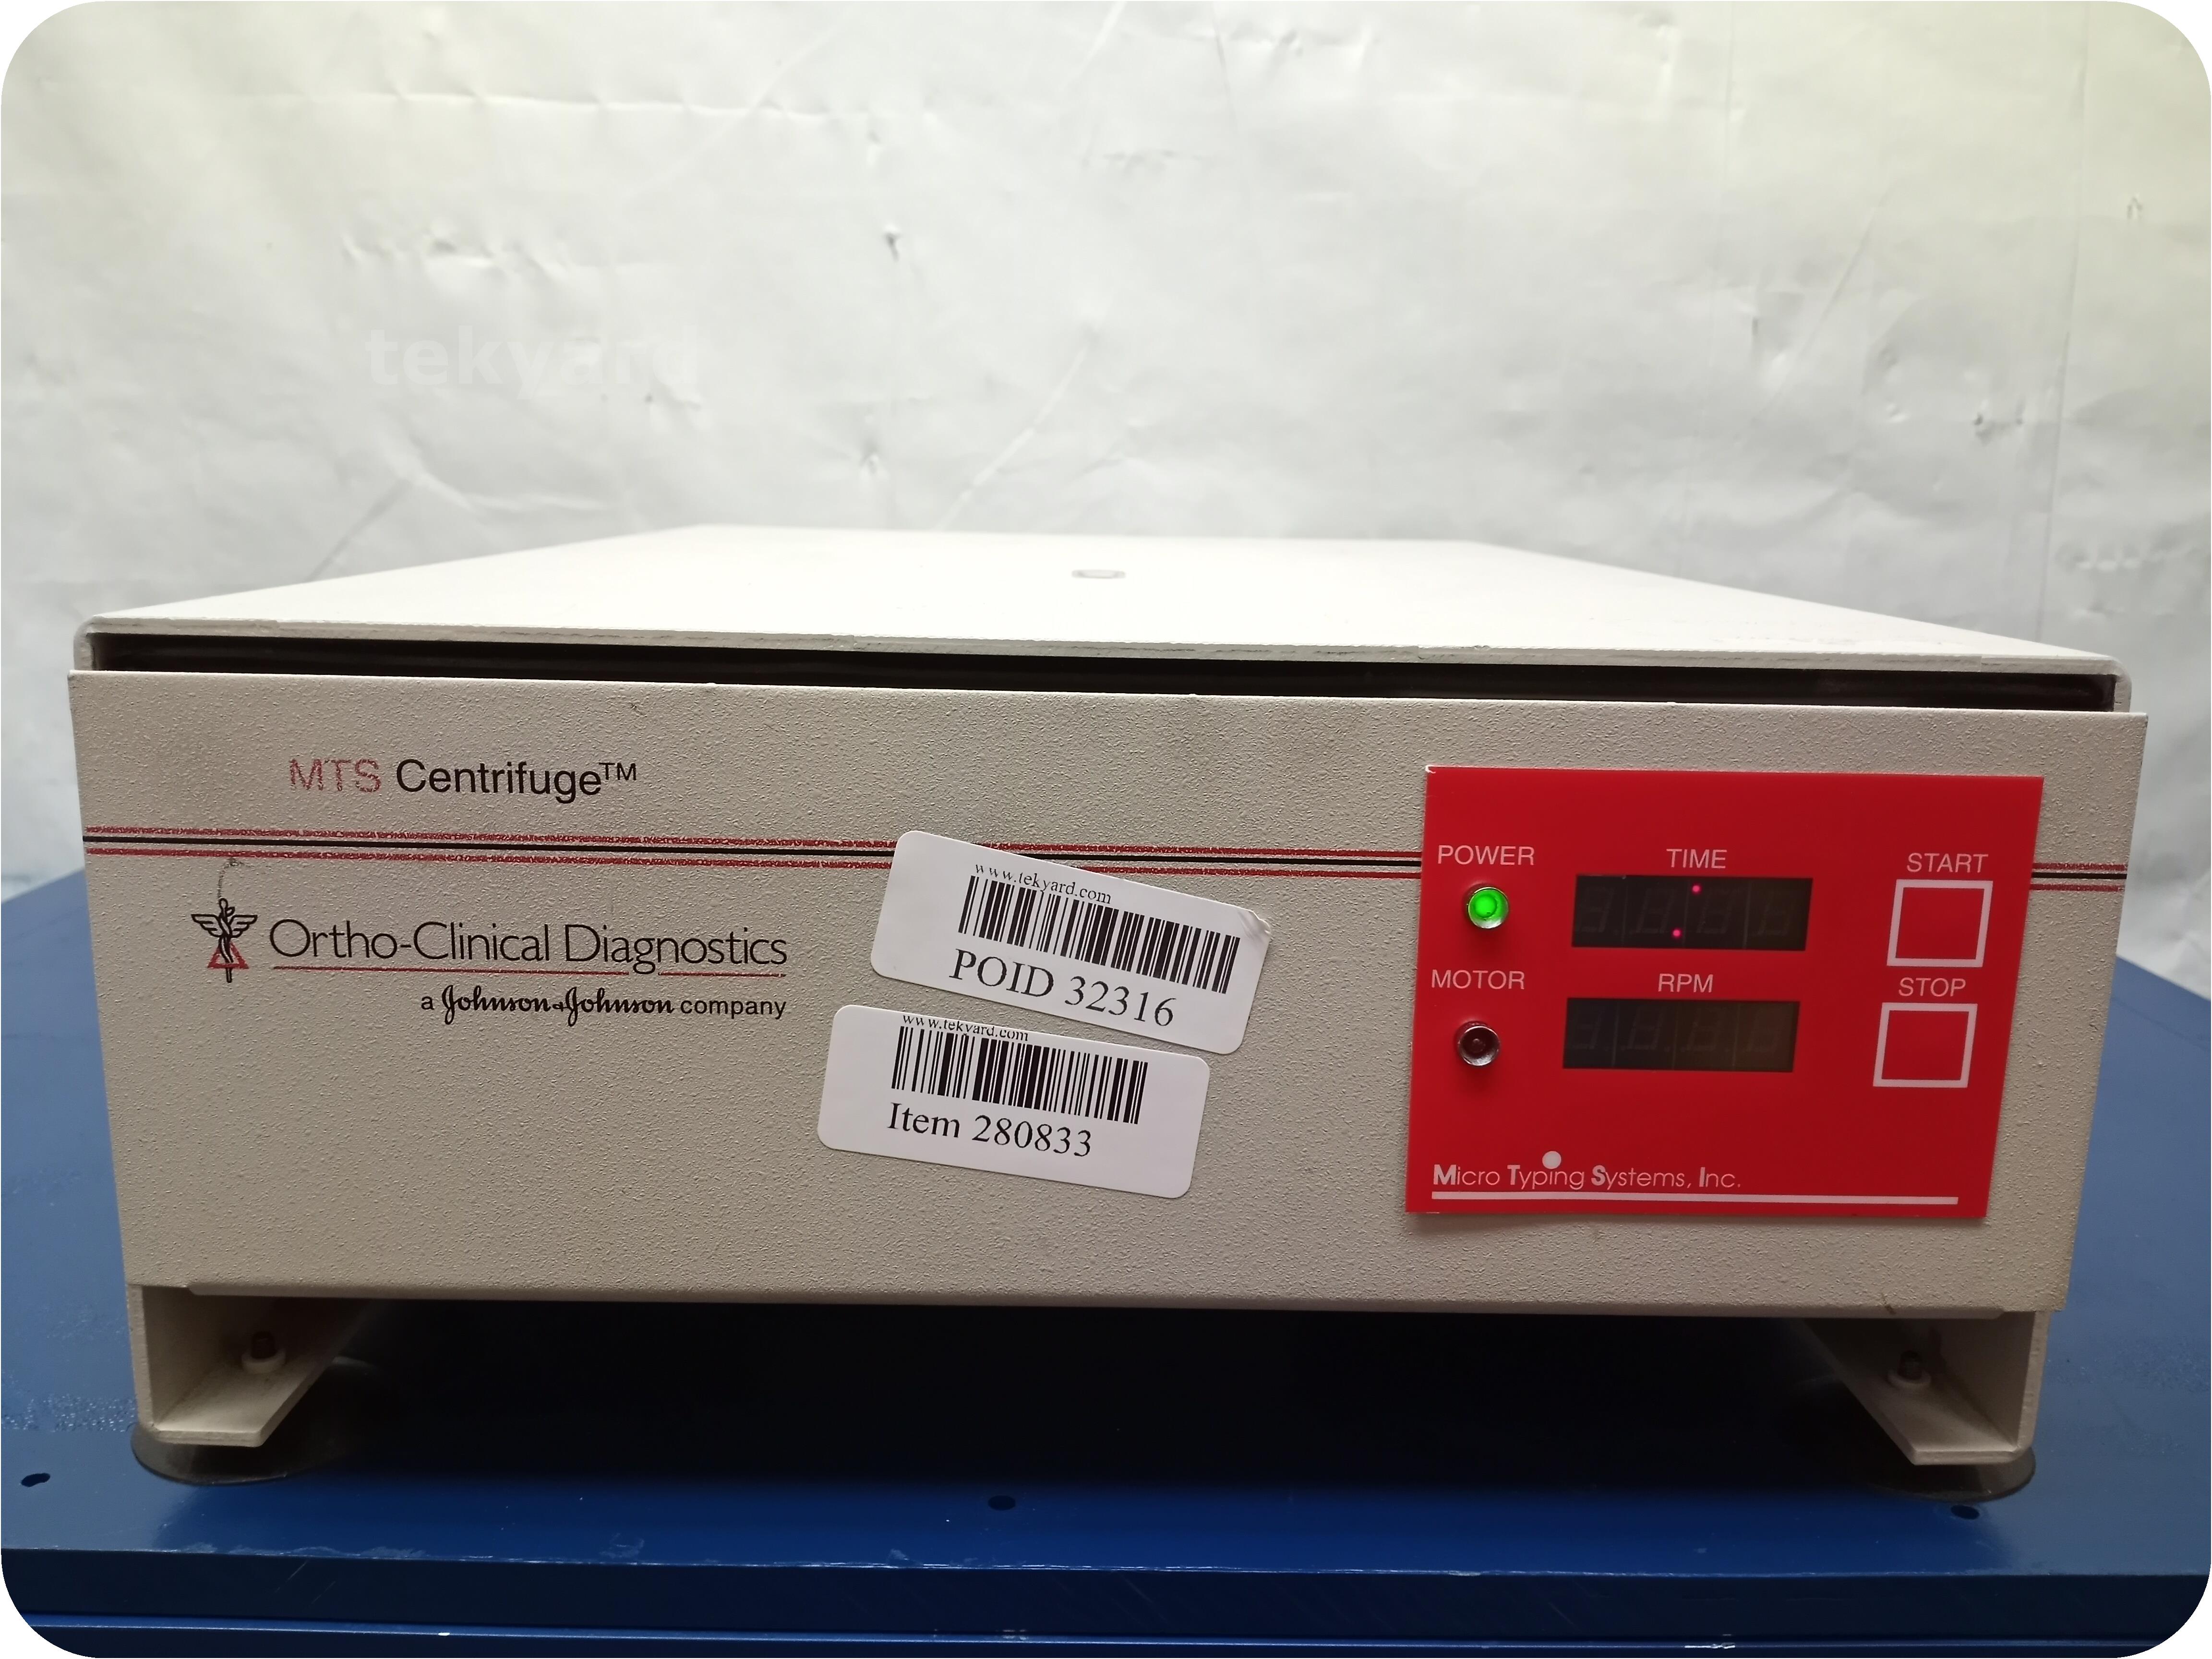 tekyard
MTS Centrifuge™
Ortho-Clinical Diagnostics
a Johnson & Johnson company
www.tekyard.com
POID 32316
www.tekyard.com
Item 280833
POWER
TIME
START
MOTOR
RPM
STOP
Micro Typing Systems, Inc.